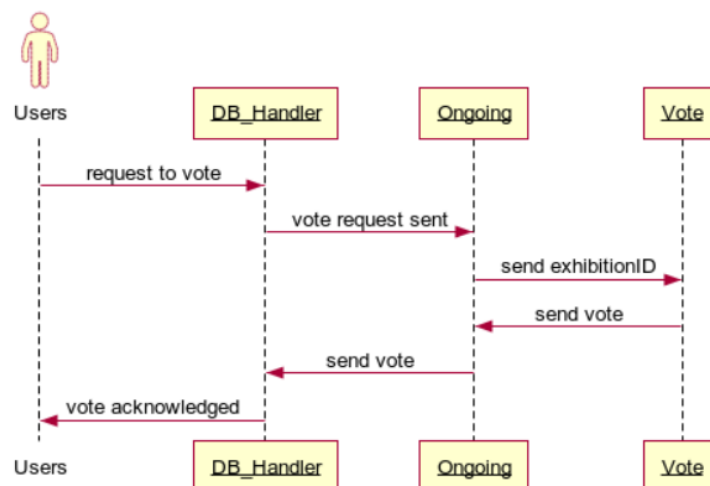 Users DB_Handler Ongoing Vote
request to vote
vote request sent
send exhibitionID
send vote
send vote
vote acknowledged
Users DB_Handler Ongoing Vote